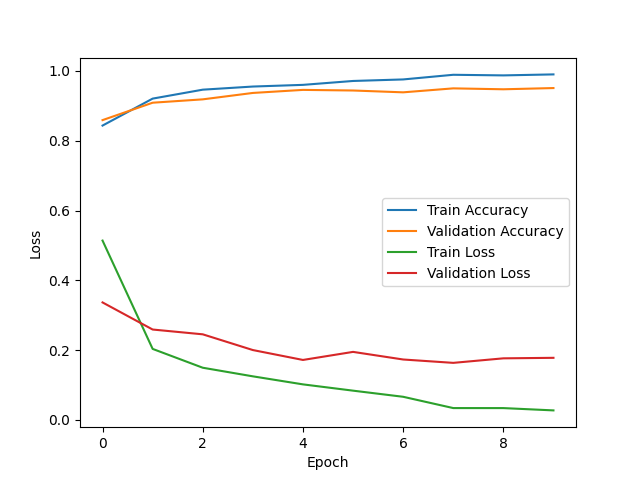 1.0
0.8
0.6
0.4
0.2
0.0
Loss
Train Accuracy
Validation Accuracy
Train Loss
Validation Loss
0 2 4 6 8
Epoch